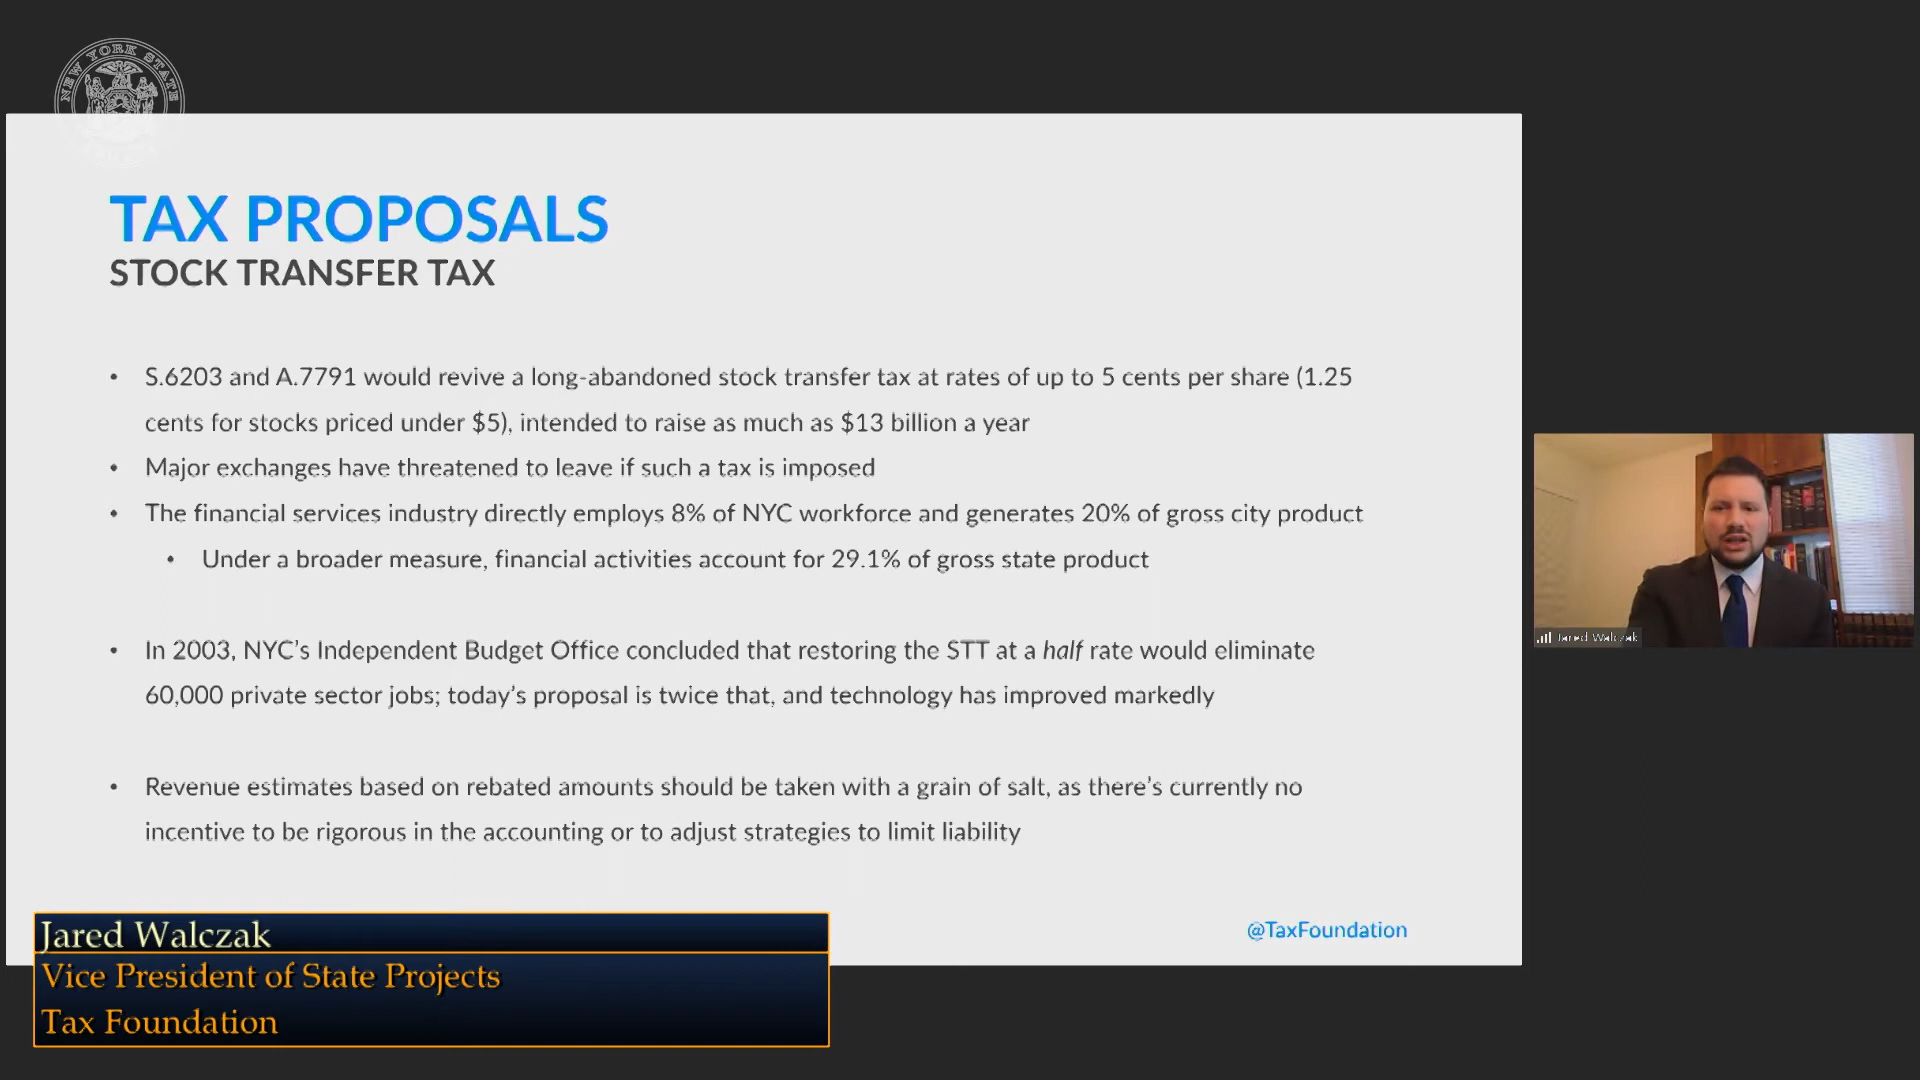 NEW YORK STATE
TAX PROPOSALS
STOCK TRANSFER TAX
• S.6203 and A.7791 would revive a long-abandoned stock transfer tax at rates of up to 5 cents per share (1.25
cents for stocks priced under $5), intended to raise as much as $13 billion a year
• Major exchanges have threatened to leave if such a tax is imposed
• The financial services industry directly employs 8% of NYC workforce and generates 20% of gross city product
• Under a broader measure, financial activities account for 29.1% of gross state product
• In 2003, NYC’s Independent Budget Office concluded that restoring the STT at a half rate would eliminate
60,000 private sector jobs; today’s proposal is twice that, and technology has improved markedly
• Revenue estimates based on rebated amounts should be taken with a grain of salt, as there’s currently no
incentive to be rigorous in the accounting or to adjust strategies to limit liability
@TaxFoundation
Jared Walczak
Vice President of State Projects
Tax Foundation
Jared Walczak